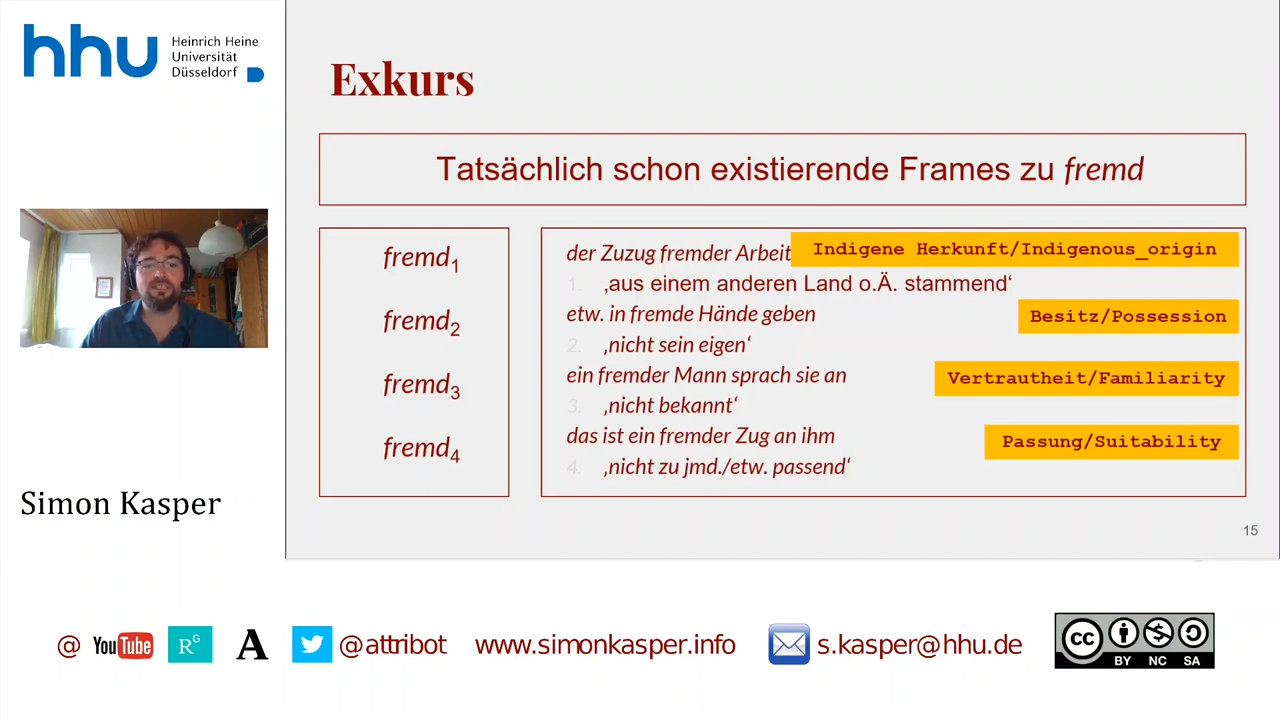 hhu
Heinrich Heine
Universität
Düsseldorf
Exkurs
Tatsächlich schon existierende Frames zu fremd
fremd1
fremd2
fremd3
fremd4
der Zuzug fremder Arbeit
Indigene Herkunft/Indigenous_origin
1. ‚aus einem anderen Land o.Ä. stammend‘
etw. in fremde Hände geben
Besitz/Possession
2. ‚nicht sein eigen‘
ein fremder Mann sprach sie an
Vertrautheit/Familiarity
3. ‚nicht bekannt‘
das ist ein fremder Zug an ihm
Passung/Suitability
4. ‚nicht zu jmd./etw. passend‘
15
Simon Kasper
@ YouTube RG A @attribot www.simonkasper.info s.kasper@hhu.de
cc BY NC SA